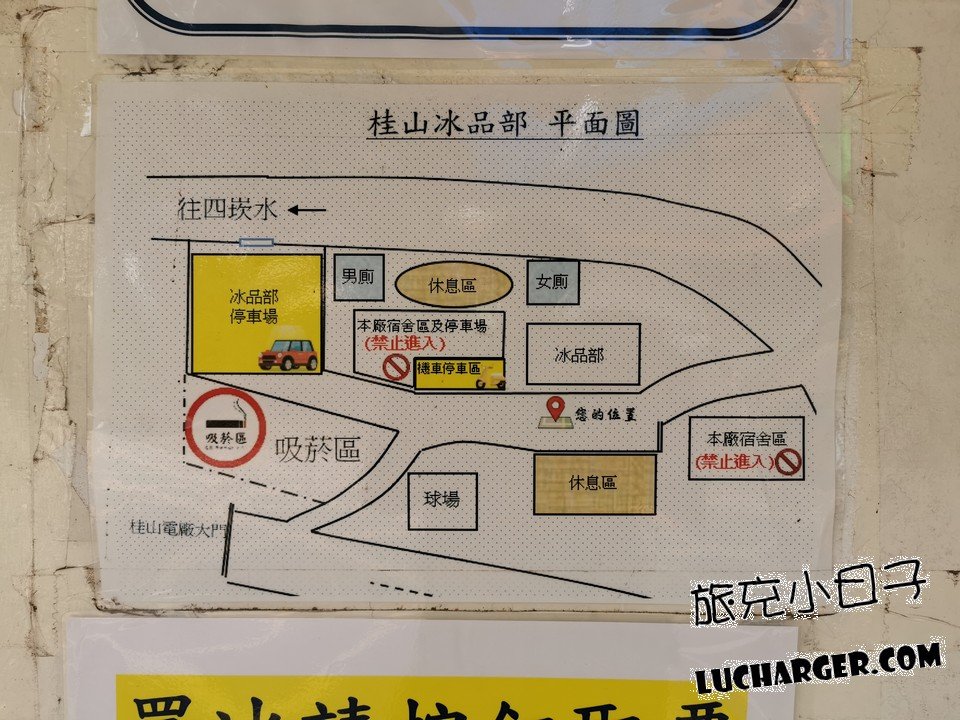 桂山冰品部 平面圖
往四崁水
冰品部
停車場
男廁
休息區
女廁
本廠宿舍區及停車場
(禁止進入)
機車停車區
冰品部
您的位置
吸菸區
吸菸區
本廠宿舍區
(禁止進入)
休息區
球場
桂山電廠大門
旅充小日子
LUCHARGER.COM